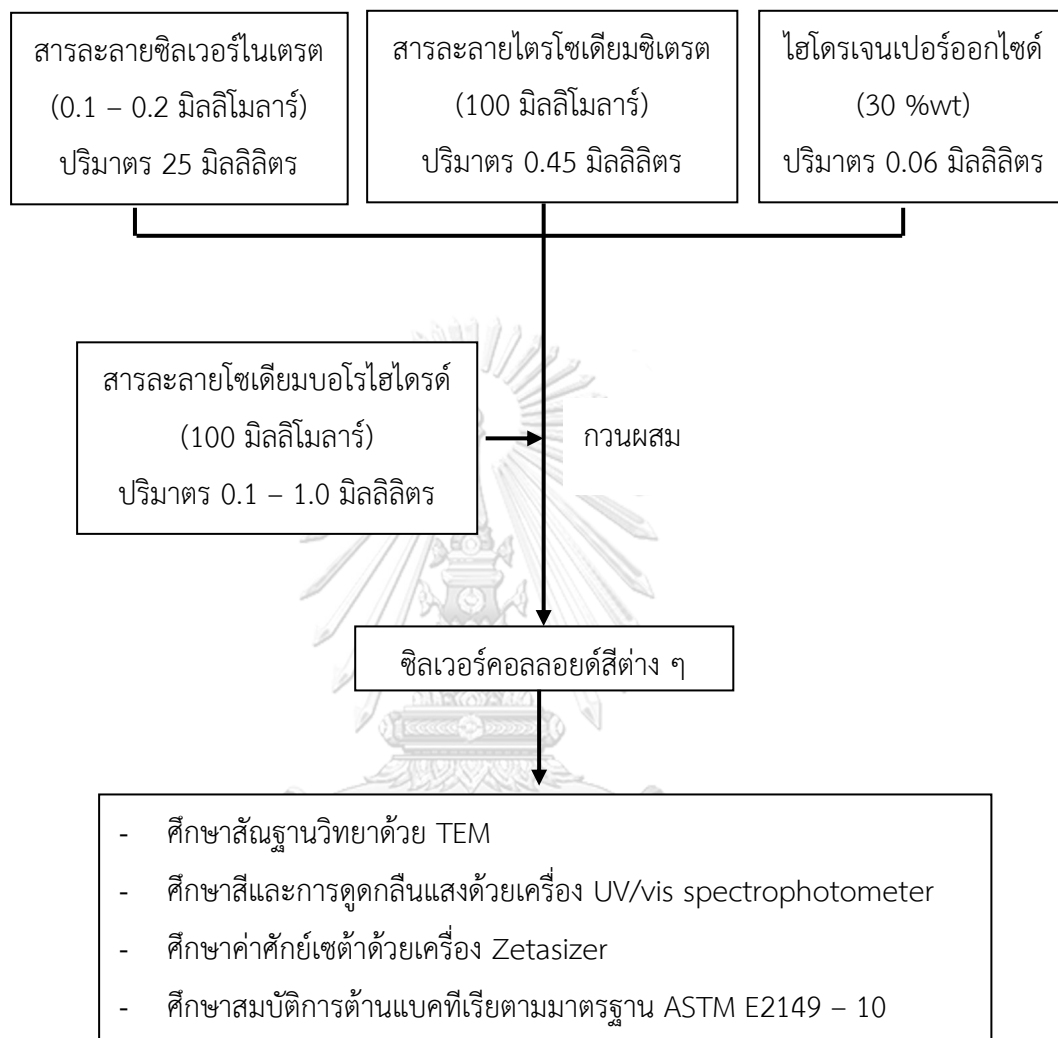 สารละลายซิลเวอร์ไนเตรต
(0.1 – 0.2 มิลลิโมลาร์)
ปริมาตร 25 มิลลิลิตร
สารละลายไตรโซเดียมซิเตรต
(100 มิลลิโมลาร์)
ปริมาตร 0.45 มิลลิลิตร
ไฮโดรเจนเปอร์ออกไซด์
(30 %wt)
ปริมาตร 0.06 มิลลิลิตร
สารละลายโซเดียมบอโรไฮไดรด์
(100 มิลลิโมลาร์)
ปริมาตร 0.1 – 1.0 มิลลิลิตร
กวนผสม
ซิลเวอร์คอลลอยด์สีต่าง ๆ
- ศึกษาสัณฐานวิทยาด้วย TEM
- ศึกษาสีและการดูดกลืนแสงด้วยเครื่อง UV/vis spectrophotometer
- ศึกษาค่าศักย์เซต้าด้วยเครื่อง Zetasizer
- ศึกษาสมบัติการต้านแบคทีเรียตามมาตรฐาน ASTM E2149 – 10